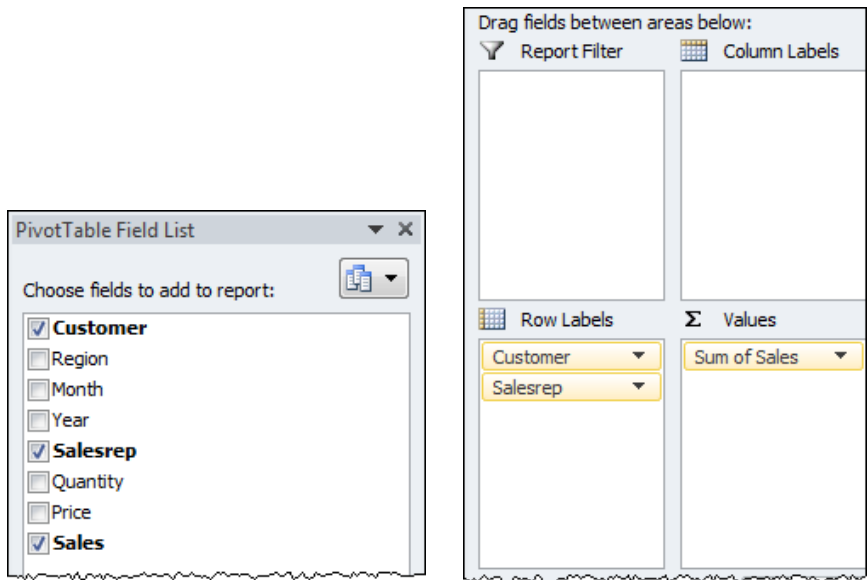 PivotTable Field List
Choose fields to add to report:
Customer
Region
Month
Year
Salesrep
Quantity
Price
Sales
Drag fields between areas below:
Report Filter
Column Labels
Row Labels
Σ Values
Customer
Sum of Sales
Salesrep